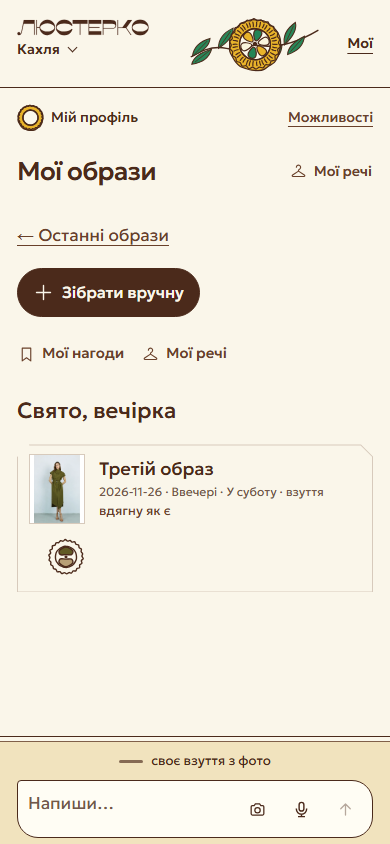 ЛЮСТЕРКО
Кахля
Мої
Мій профіль
Можливості
Мої образи
Мої речі
← Останні образи
Зібрати вручну
Мої нагоди
Мої речі
Свято, вечірка
Третій образ
2026-11-26 · Ввечері · У суботу · взуття
вдягну як є
своє взуття з фото
Напиши...